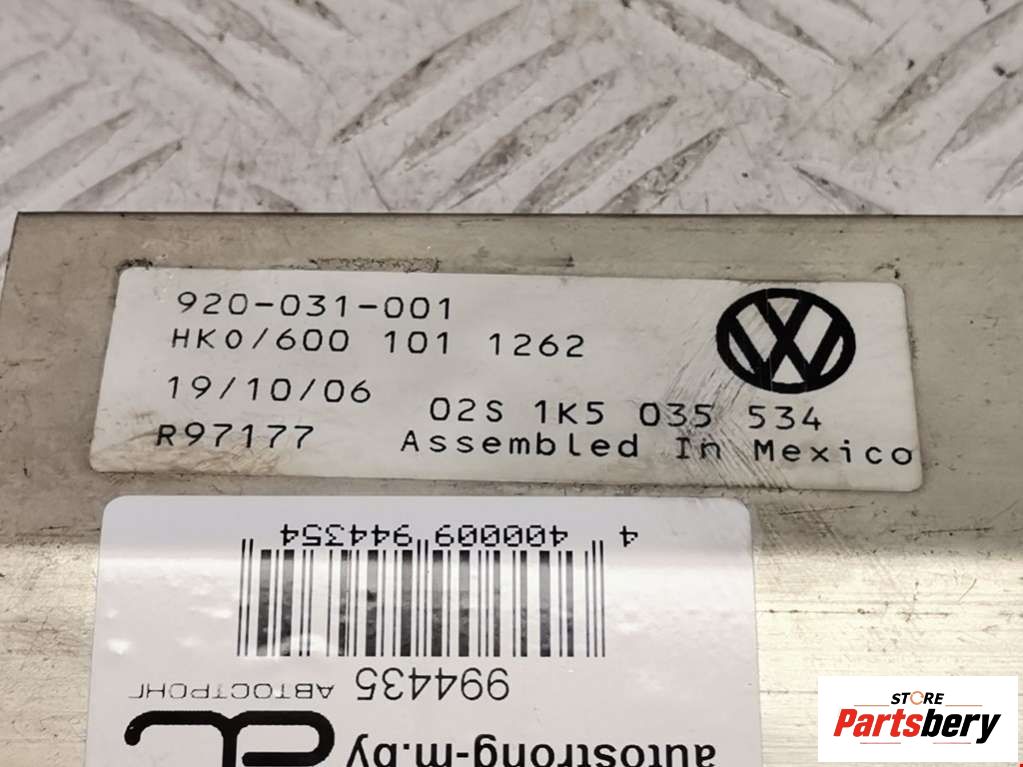 920-031-001
HK0/600 101 1262
19/10/06
02S 1K5 035 534
R97177 Assembled In Mexico
4 400009 944354
994435
АВТОСТРОНГ
autostrong-m.by
STORE
Partsbery